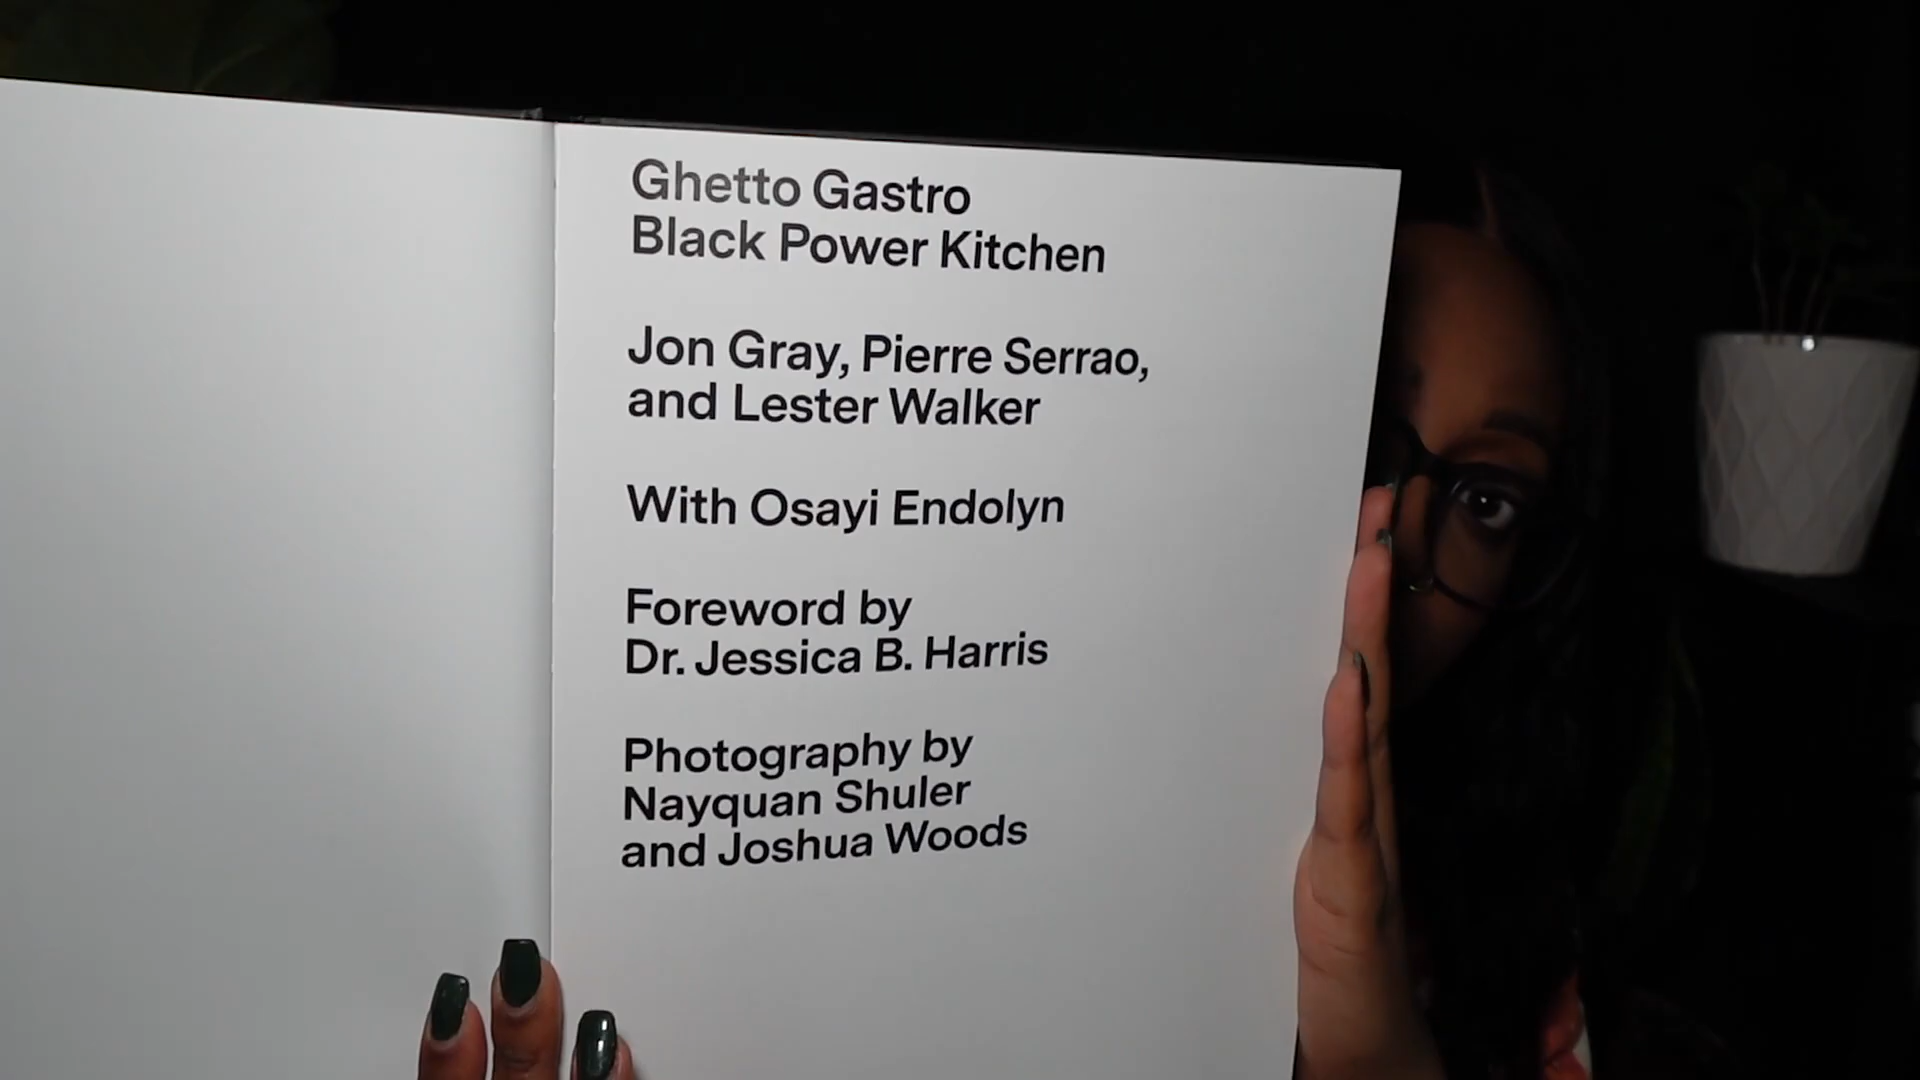 Ghetto Gastro
Black Power Kitchen
Jon Gray, Pierre Serrao,
and Lester Walker
With Osayi Endolyn
Foreword by
Dr. Jessica B. Harris
Photography by
Nayquan Shuler
and Joshua Woods